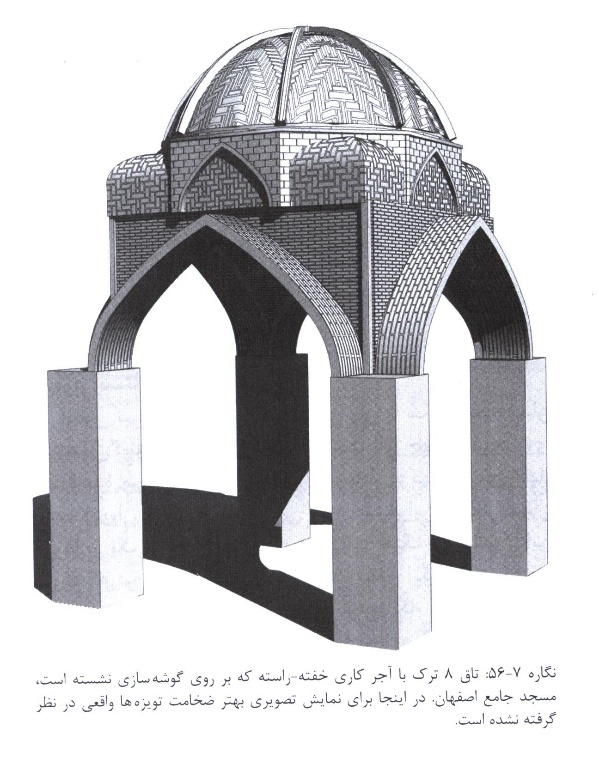 نگاره ۷-۵۶: تاق ۸ ترک با آجر کاری خفته-راسته که بر روی گوشه‌سازی نشسته است،
مسجد جامع اصفهان. در اینجا برای نمایش تصویری بهتر ضخامت تویزه‌ها واقعی در نظر
گرفته نشده است.